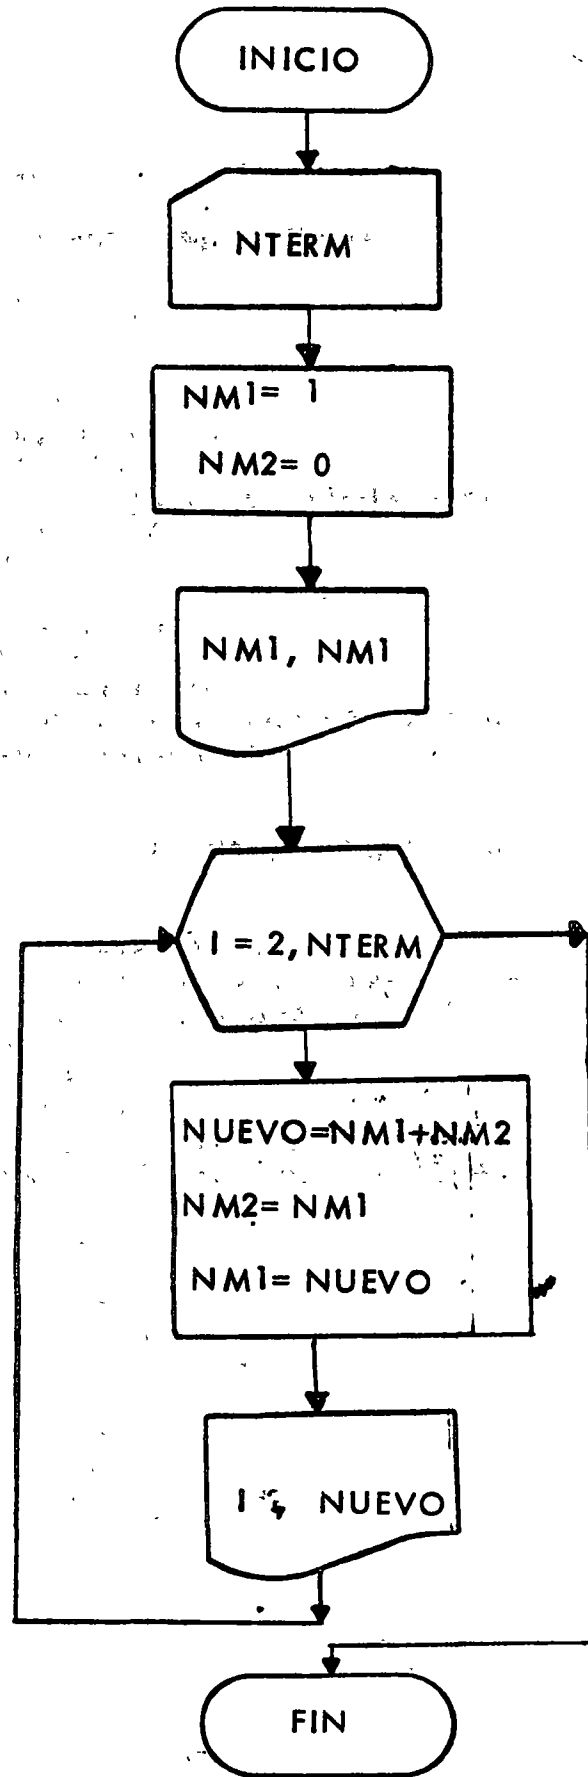 INICIO
NTERM
NM1= 1
NM2= 0
NM1, NM1
I = 2, NTERM
NUEVO=NM1+NM2
NM2= NM1
NM1= NUEVO
I , NUEVO
FIN